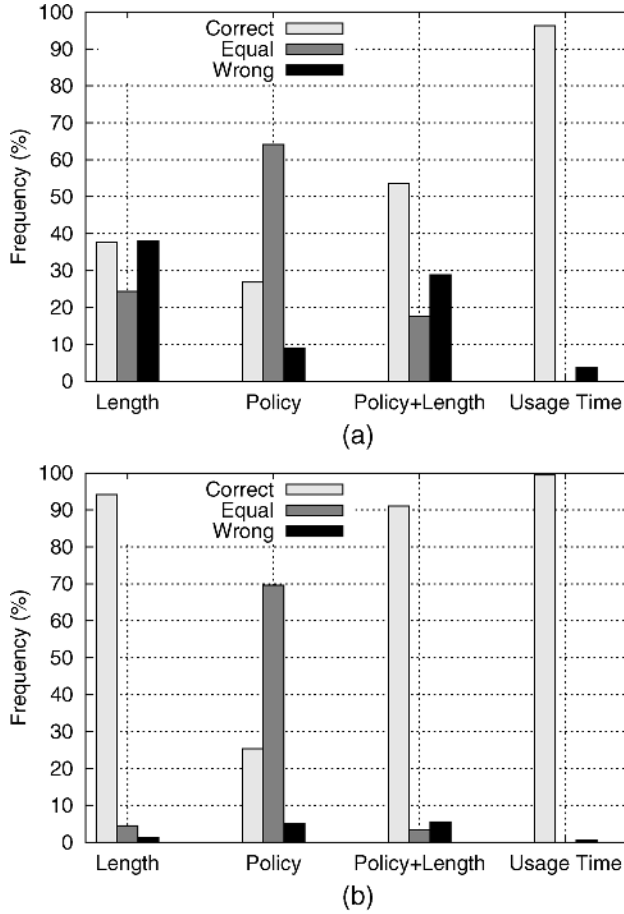 100
90
80
70
60
50
40
30
20
10
0
Frequency (%)
Correct
Equal
Wrong
Length Policy Policy+Length Usage Time
(a)
100
90
80
70
60
50
40
30
20
10
0
Frequency (%)
Correct
Equal
Wrong
Length Policy Policy+Length Usage Time
(b)